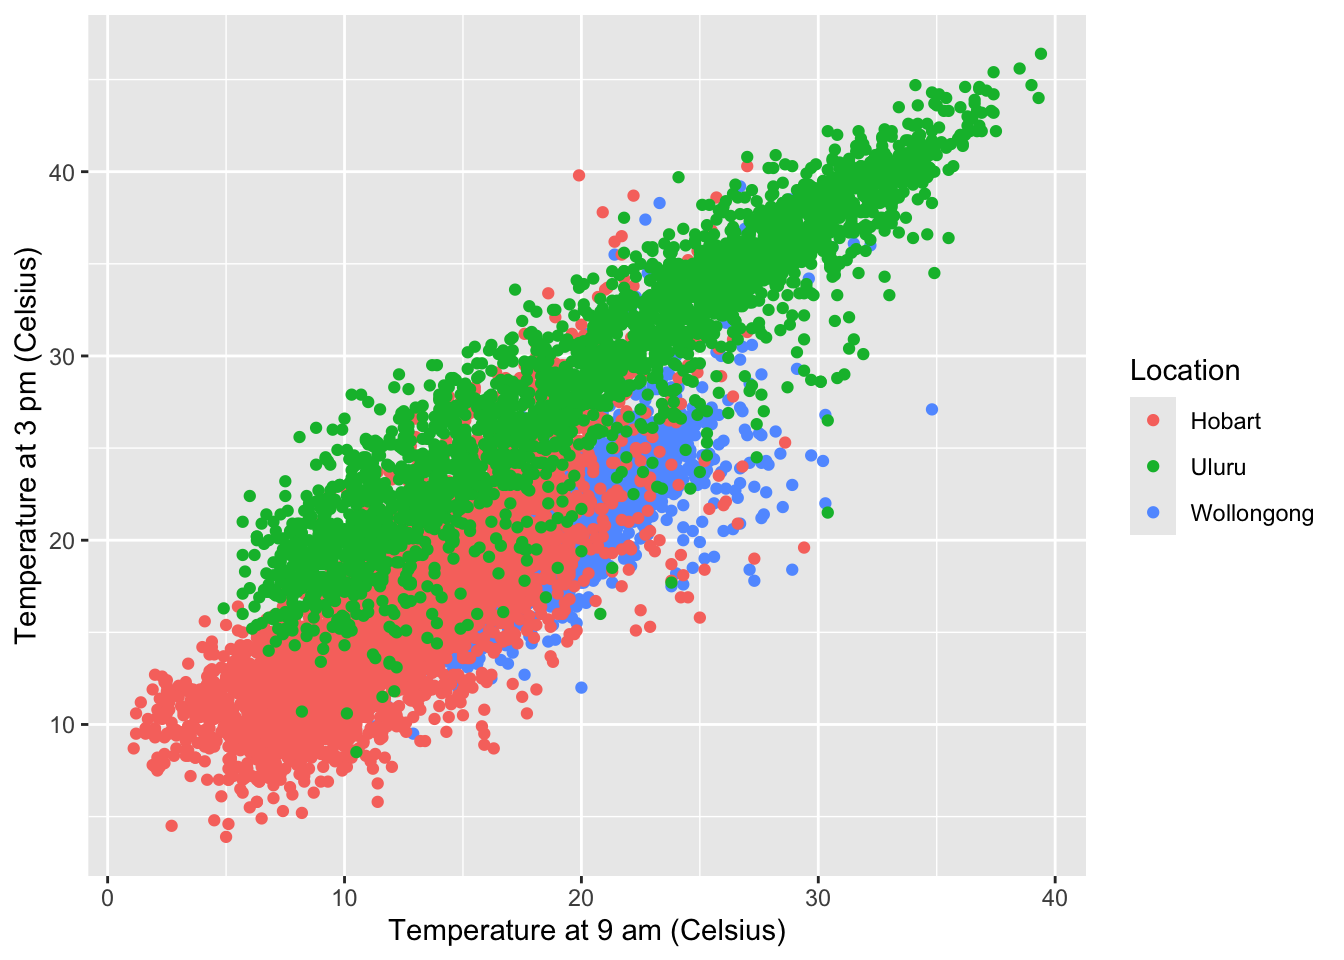 Temperature at 3 pm (Celsius)
40
30
20
10
0 10 20 30 40
Temperature at 9 am (Celsius)
Location
Hobart
Uluru
Wollongong